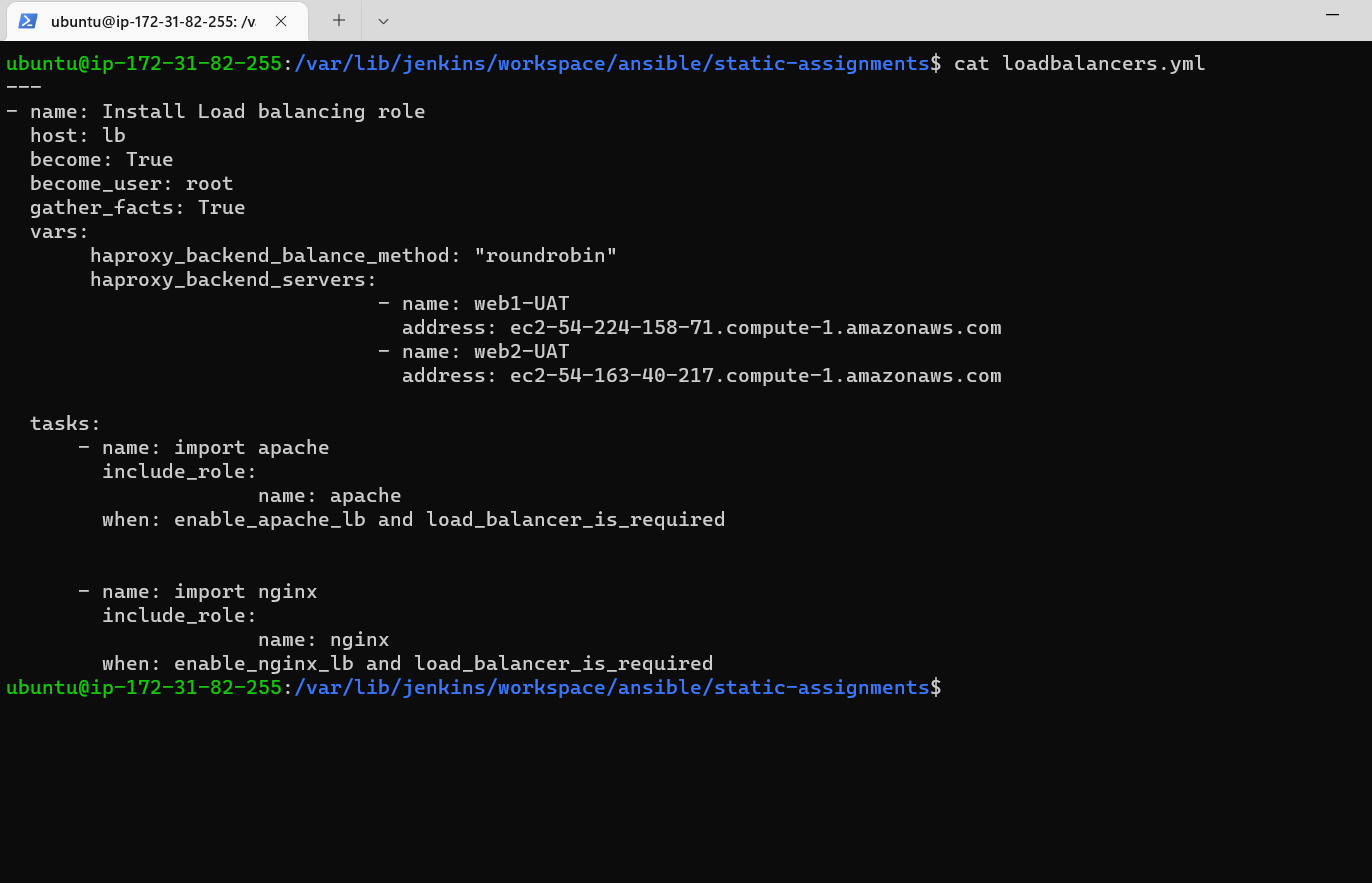 ubuntu@ip-172-31-82-255: /va
ubuntu@ip-172-31-82-255:/var/lib/jenkins/workspace/ansible/static-assignments$ cat loadbalancers.yml
---
- name: Install Load balancing role
  host: lb
  become: True
  become_user: root
  gather_facts: True
  vars:
       haproxy_backend_balance_method: "roundrobin"
       haproxy_backend_servers:
                               - name: web1-UAT
                                 address: ec2-54-224-158-71.compute-1.amazonaws.com
                               - name: web2-UAT
                                 address: ec2-54-163-40-217.compute-1.amazonaws.com
  tasks:
      - name: import apache
        include_role:
                     name: apache
        when: enable_apache_lb and load_balancer_is_required
      - name: import nginx
        include_role:
                     name: nginx
        when: enable_nginx_lb and load_balancer_is_required
ubuntu@ip-172-31-82-255:/var/lib/jenkins/workspace/ansible/static-assignments$